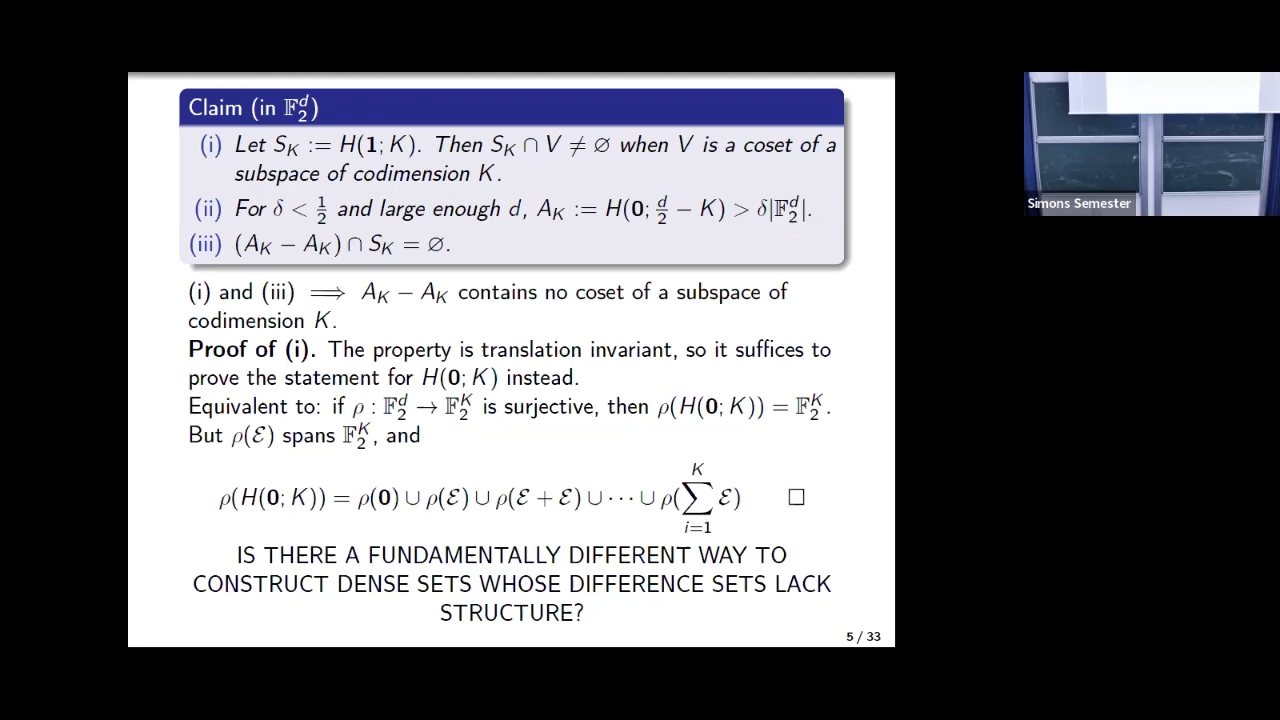 Claim (in 𝔽₂ᵈ)
(i) Let S_K := H(𝟏; K). Then S_K ∩ V ≠ ∅ when V is a coset of a
subspace of codimension K.
(ii) For δ < 1/2 and large enough d, A_K := H(𝟎; d/2 − K) > δ|𝔽₂ᵈ|.
(iii) (A_K − A_K) ∩ S_K = ∅.
(i) and (iii) ⟹ A_K − A_K contains no coset of a subspace of
codimension K.
Proof of (i). The property is translation invariant, so it suffices to
prove the statement for H(𝟎; K) instead.
Equivalent to: if ρ : 𝔽₂ᵈ → 𝔽₂ᴷ is surjective, then ρ(H(𝟎; K)) = 𝔽₂ᴷ.
But ρ(ℰ) spans 𝔽₂ᴷ, and
ρ(H(𝟎; K)) = ρ(𝟎) ∪ ρ(ℰ) ∪ ρ(ℰ + ℰ) ∪ ··· ∪ ρ(∑_{i=1}^{K} ℰ) □
IS THERE A FUNDAMENTALLY DIFFERENT WAY TO
CONSTRUCT DENSE SETS WHOSE DIFFERENCE SETS LACK
STRUCTURE?
5 / 33
Simons Semester